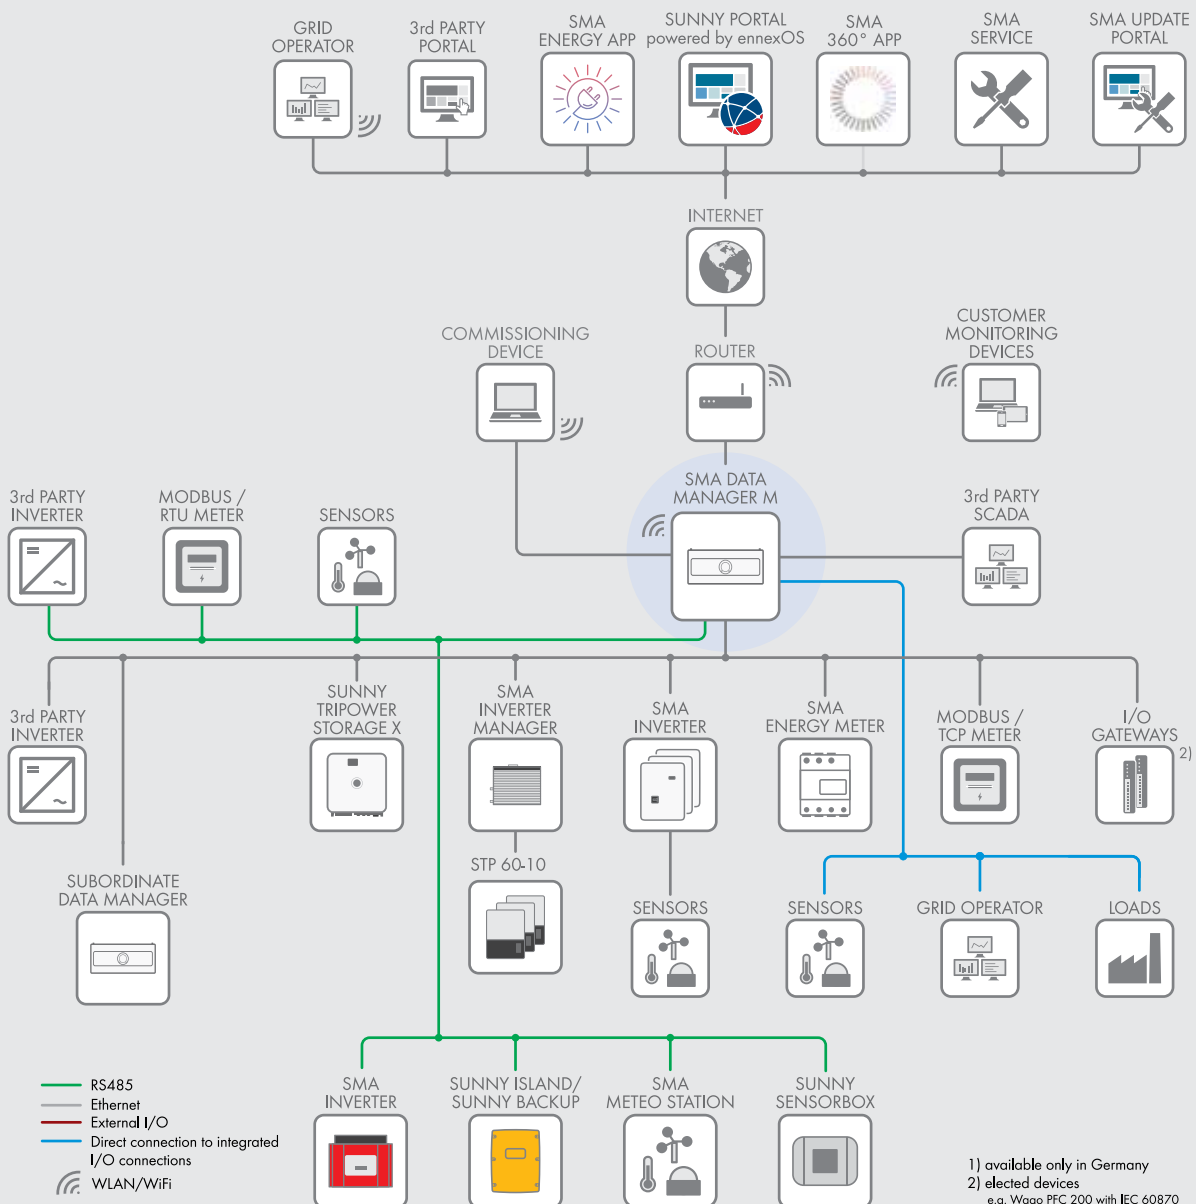 GRID
OPERATOR
3rd PARTY
PORTAL
SMA
ENERGY APP
SUNNY PORTAL
powered by ennexOS
SMA
360° APP
SMA
SERVICE
SMA UPDATE
PORTAL
INTERNET
COMMISSIONING
DEVICE
ROUTER
CUSTOMER
MONITORING
DEVICES
3rd PARTY
INVERTER
MODBUS /
RTU METER
SENSORS
SMA DATA
MANAGER M
3rd PARTY
SCADA
3rd PARTY
INVERTER
SUNNY
TRIPOWER
STORAGE X
SMA
INVERTER
MANAGER
SMA
INVERTER
SMA
ENERGY METER
MODBUS /
TCP METER
I/O
GATEWAYS
2)
SUBORDINATE
DATA MANAGER
STP 60-10
SENSORS
SENSORS
GRID OPERATOR
LOADS
RS485
Ethernet
External I/O
Direct connection to integrated
I/O connections
WLAN/WiFi
SMA
INVERTER
SUNNY ISLAND/
SUNNY BACKUP
SMA
METEO STATION
SUNNY
SENSORBOX
1) available only in Germany
2) elected devices
e.g. Wago PFC 200 with IEC 60870